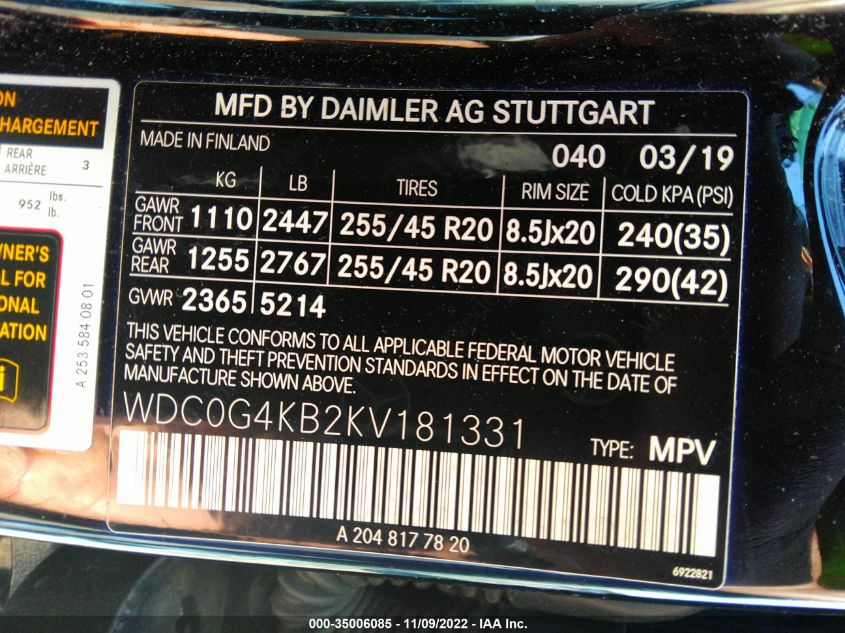 ON
HARGEMENT
REAR 3
ARRIÈRE
952 lbs.
lb.
WNER'S
L FOR
ONAL
ATION
i
A 253 584 08 01
MFD BY DAIMLER AG STUTTGART
MADE IN FINLAND 040 03/19
KG LB TIRES RIM SIZE COLD KPA (PSI)
GAWR FRONT 1110 2447 255/45 R20 8.5Jx20 240(35)
GAWR REAR 1255 2767 255/45 R20 8.5Jx20 290(42)
GVWR 2365 5214
THIS VEHICLE CONFORMS TO ALL APPLICABLE FEDERAL MOTOR VEHICLE
SAFETY AND THEFT PREVENTION STANDARDS IN EFFECT ON THE DATE OF
MANUFACTURE SHOWN ABOVE.
WDC0G4KB2KV181331
TYPE: MPV
A 204 817 78 20
6922821
000-35006085 - 11/09/2022 - IAA Inc.